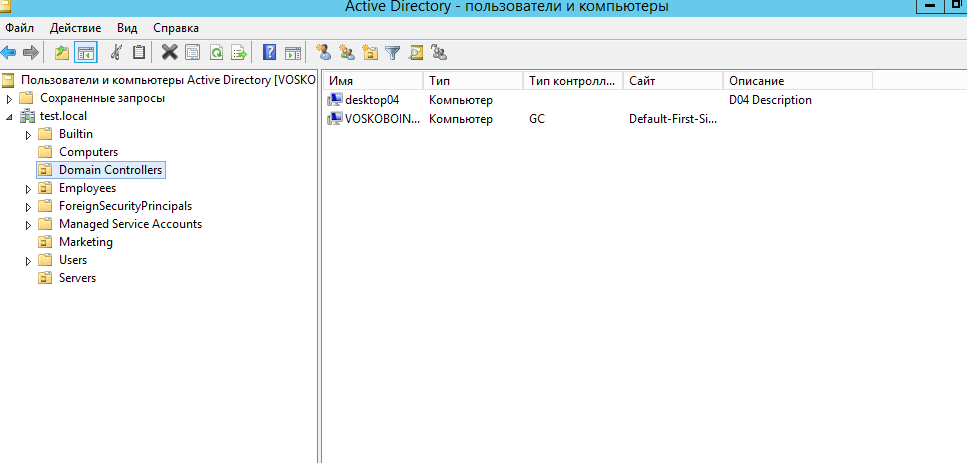 Active Directory - пользователи и компьютеры
Файл Действие Вид Справка
Пользователи и компьютеры Active Directory [VOSKO
Сохраненные запросы
test.local
Builtin
Computers
Domain Controllers
Employees
ForeignSecurityPrincipals
Managed Service Accounts
Marketing
Users
Servers
Имя Тип Тип контролл... Сайт Описание
desktop04 Компьютер D04 Description
VOSKOBOIN... Компьютер GC Default-First-Si...